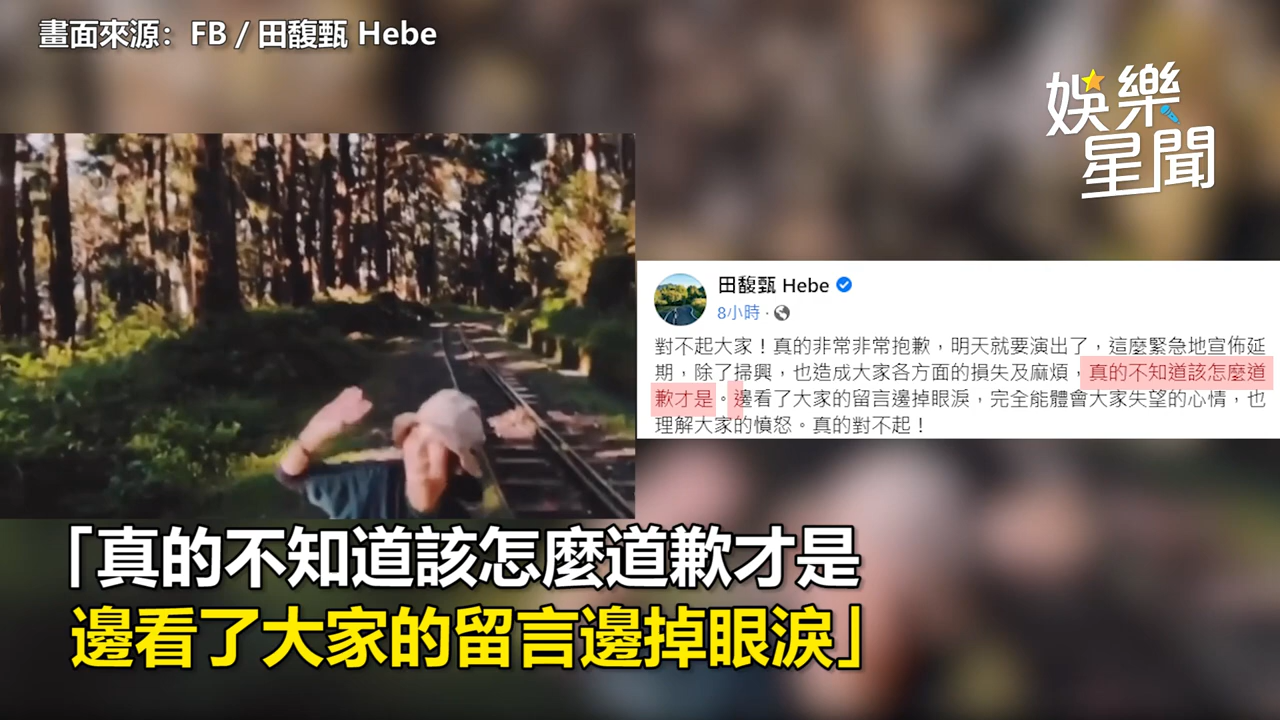 畫面來源：FB / 田馥甄 Hebe
娛樂
星聞
田馥甄 Hebe
8小時 ·
對不起大家！真的非常非常抱歉，明天就要演出了，這麼緊急地宣佈延
期，除了掃興，也造成大家各方面的損失及麻煩，真的不知道該怎麼道
歉才是。邊看了大家的留言邊掉眼淚，完全能體會大家失望的心情，也
理解大家的憤怒。真的對不起！
「真的不知道該怎麼道歉才是
邊看了大家的留言邊掉眼淚」